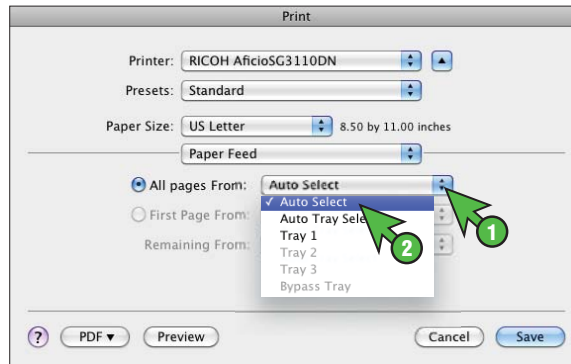 Print
Printer: RICOH AficioSG3110DN
Presets: Standard
Paper Size: US Letter 8.50 by 11.00 inches
Paper Feed
All pages From: Auto Select
✓ Auto Select
First Page From: Auto Tray Sele
Tray 1
Remaining From: Tray 2
Tray 3
Bypass Tray
1
2
? PDF ▼ Preview Cancel Save